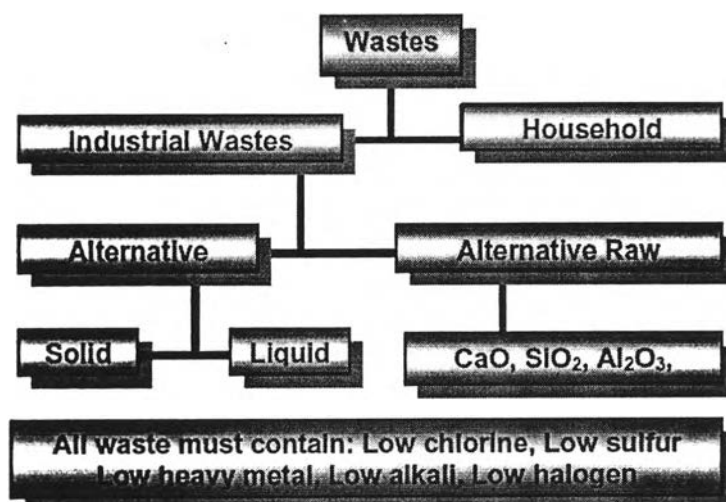 Wastes
Industrial Wastes
Household
Alternative
Alternative Raw
Solid
Liquid
CaO, SiO₂, Al₂O₃,
All waste must contain: Low chlorine, Low sulfur
Low heavy metal, Low alkali, Low halogen